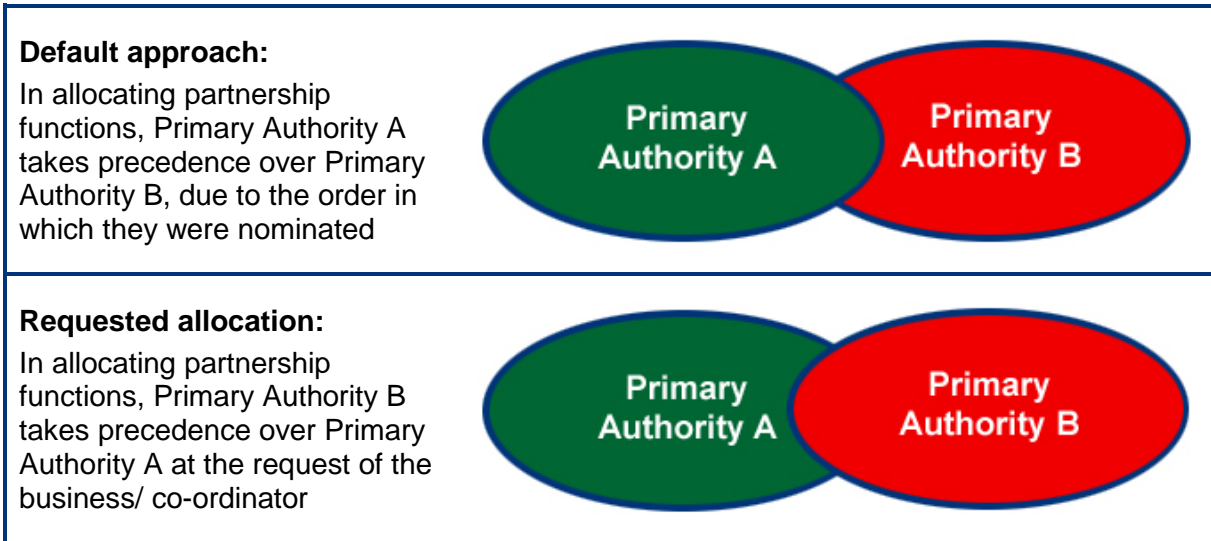 Default approach:
In allocating partnership
functions, Primary Authority A
takes precedence over Primary
Authority B, due to the order in
which they were nominated
Primary
Authority A
Primary
Authority B
Requested allocation:
In allocating partnership
functions, Primary Authority B
takes precedence over Primary
Authority A at the request of the
business/ co-ordinator
Primary
Authority A
Primary
Authority B